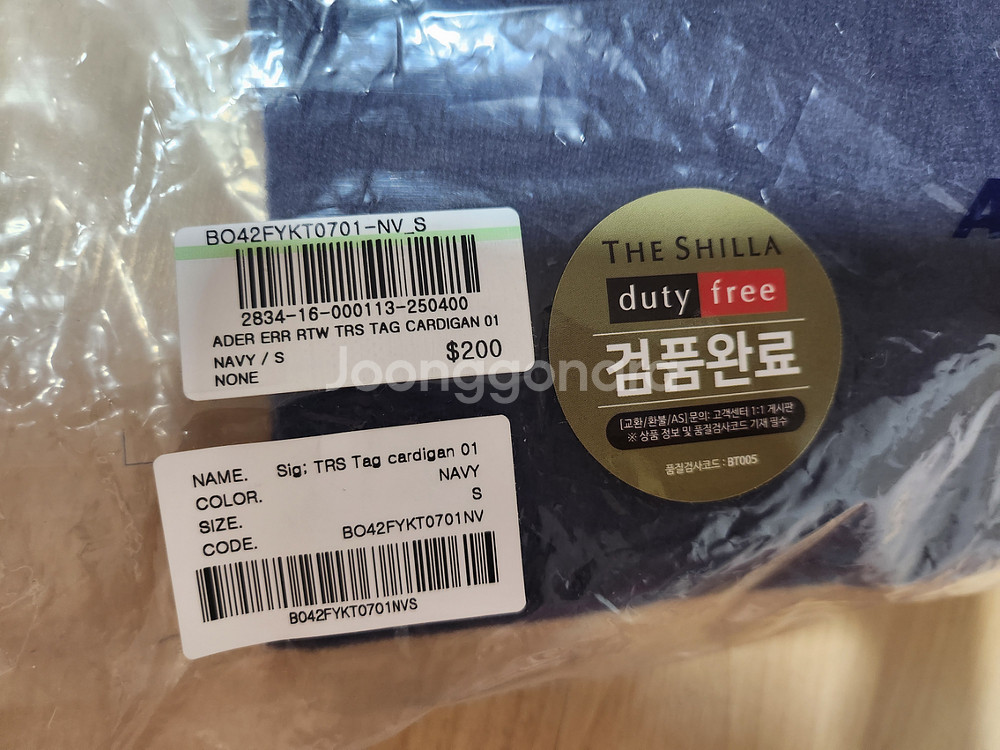 BO42FYKT0701-NV_S
2834-16-000113-250400
ADER ERR RTW TRS TAG CARDIGAN 01
NAVY / S
$200
NONE
NAME. Sig; TRS Tag cardigan 01
COLOR. NAVY
SIZE. S
CODE. BO42FYKT0701NV
BO42FYKT0701NVS
THE SHILLA
duty free
검품완료
[교환/환불/AS] 문의: 고객센터 1:1 게시판
※ 상품 정보 및 품질검사코드 기재 필수
품질검사코드 : BT005
A